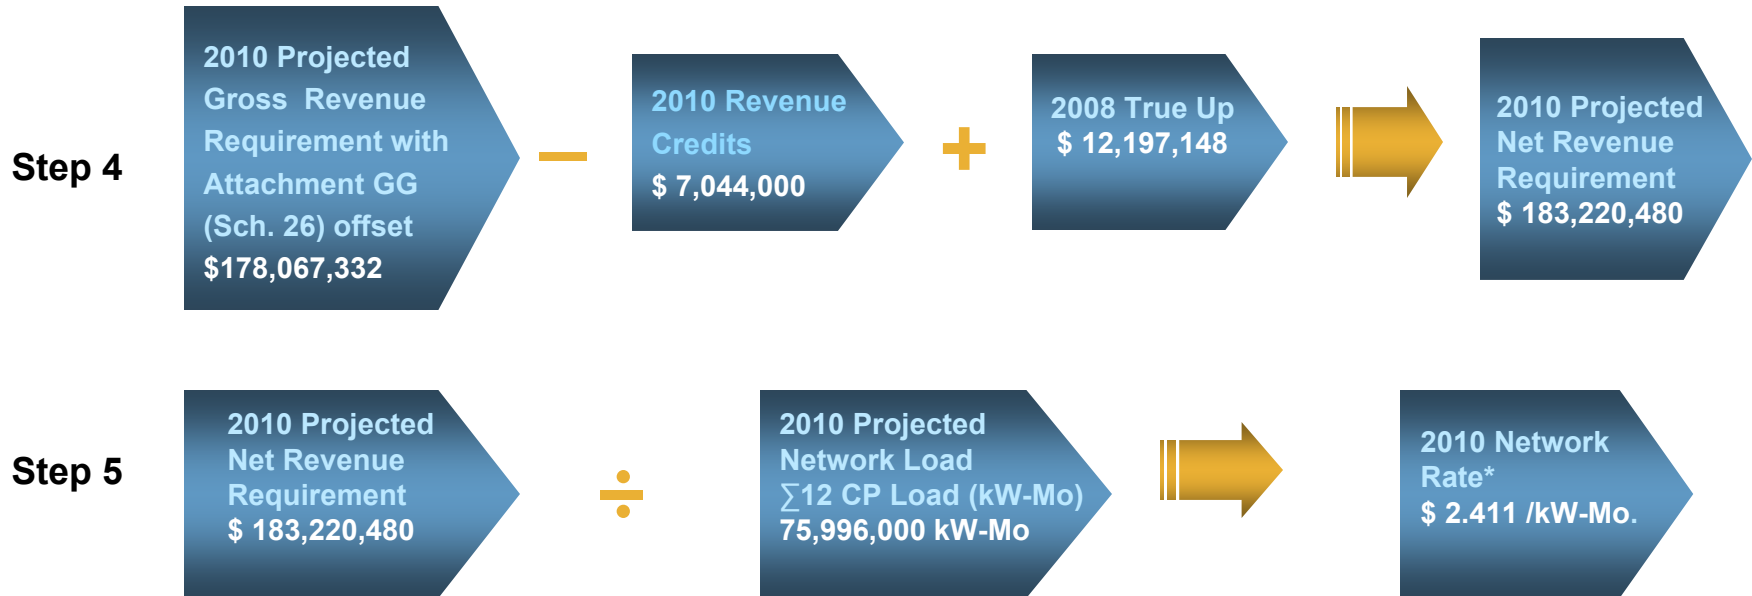 Step 4
2010 Projected
Gross Revenue
Requirement with
Attachment GG
(Sch. 26) offset
$178,067,332
−
2010 Revenue
Credits
$ 7,044,000
+
2008 True Up
$ 12,197,148
2010 Projected
Net Revenue
Requirement
$ 183,220,480
Step 5
2010 Projected
Net Revenue
Requirement
$ 183,220,480
÷
2010 Projected
Network Load
∑12 CP Load (kW-Mo)
75,996,000 kW-Mo
2010 Network
Rate*
$ 2.411 /kW-Mo.